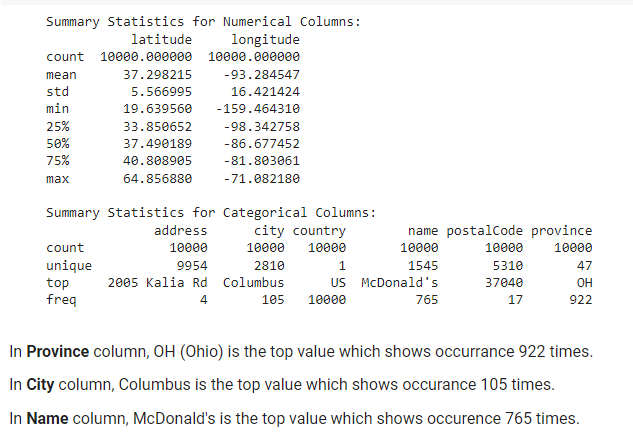 Summary Statistics for Numerical Columns:
latitude longitude
count 10000.000000 10000.000000
mean 37.298215 -93.284547
std 5.566995 16.421424
min 19.639560 -159.464310
25% 33.850652 -98.342758
50% 37.490189 -86.677452
75% 40.808905 -81.803061
max 64.856880 -71.082180
Summary Statistics for Categorical Columns:
address city country name postalCode province
count 10000 10000 10000 10000 10000 10000
unique 9954 2810 1 1545 5310 47
top 2005 Kalia Rd Columbus US McDonald's 37040 OH
freq 4 105 10000 765 17 922
In Province column, OH (Ohio) is the top value which shows occurrance 922 times.
In City column, Columbus is the top value which shows occurance 105 times.
In Name column, McDonald's is the top value which shows occurence 765 times.